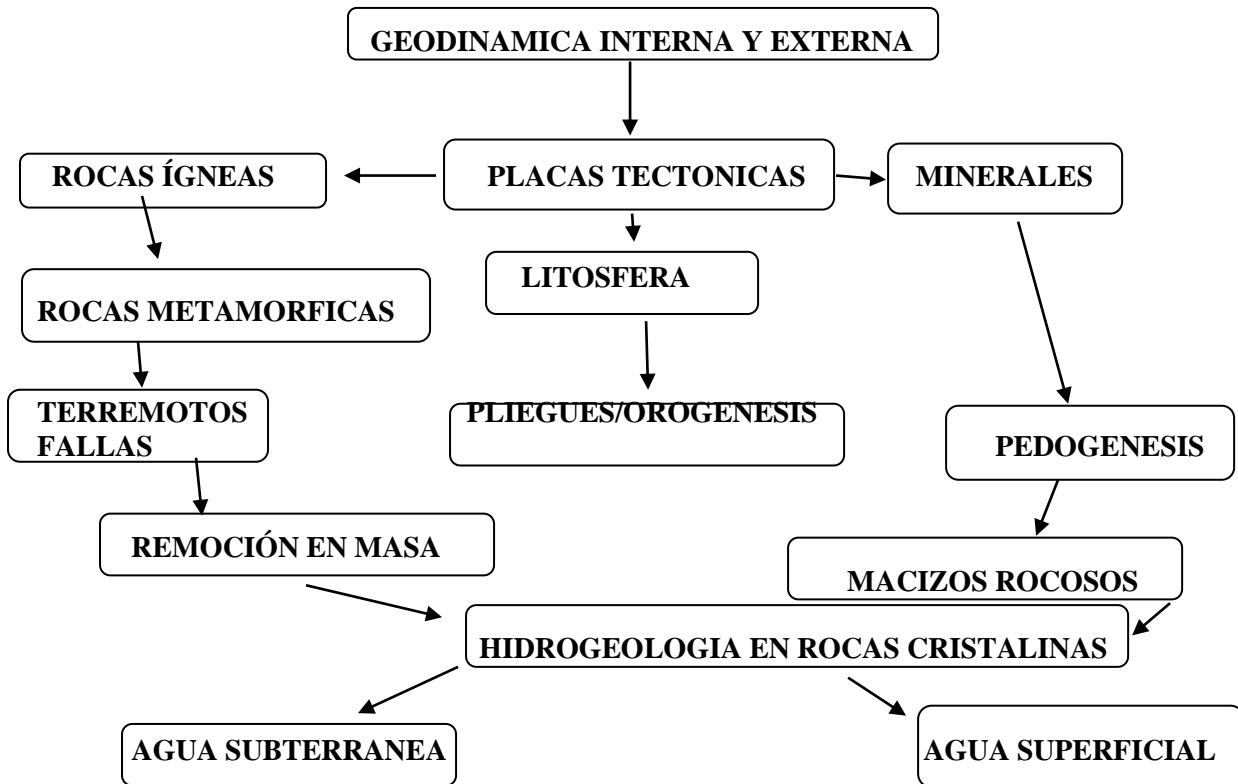 GEODINAMICA INTERNA Y EXTERNA
ROCAS ÍGNEAS
PLACAS TECTONICAS
MINERALES
LITOSFERA
ROCAS METAMORFICAS
TERREMOTOS
FALLAS
PLIEGUES/OROGENESIS
PEDOGENESIS
REMOCIÓN EN MASA
MACIZOS ROCOSOS
HIDROGEOLOGIA EN ROCAS CRISTALINAS
AGUA SUBTERRANEA
AGUA SUPERFICIAL